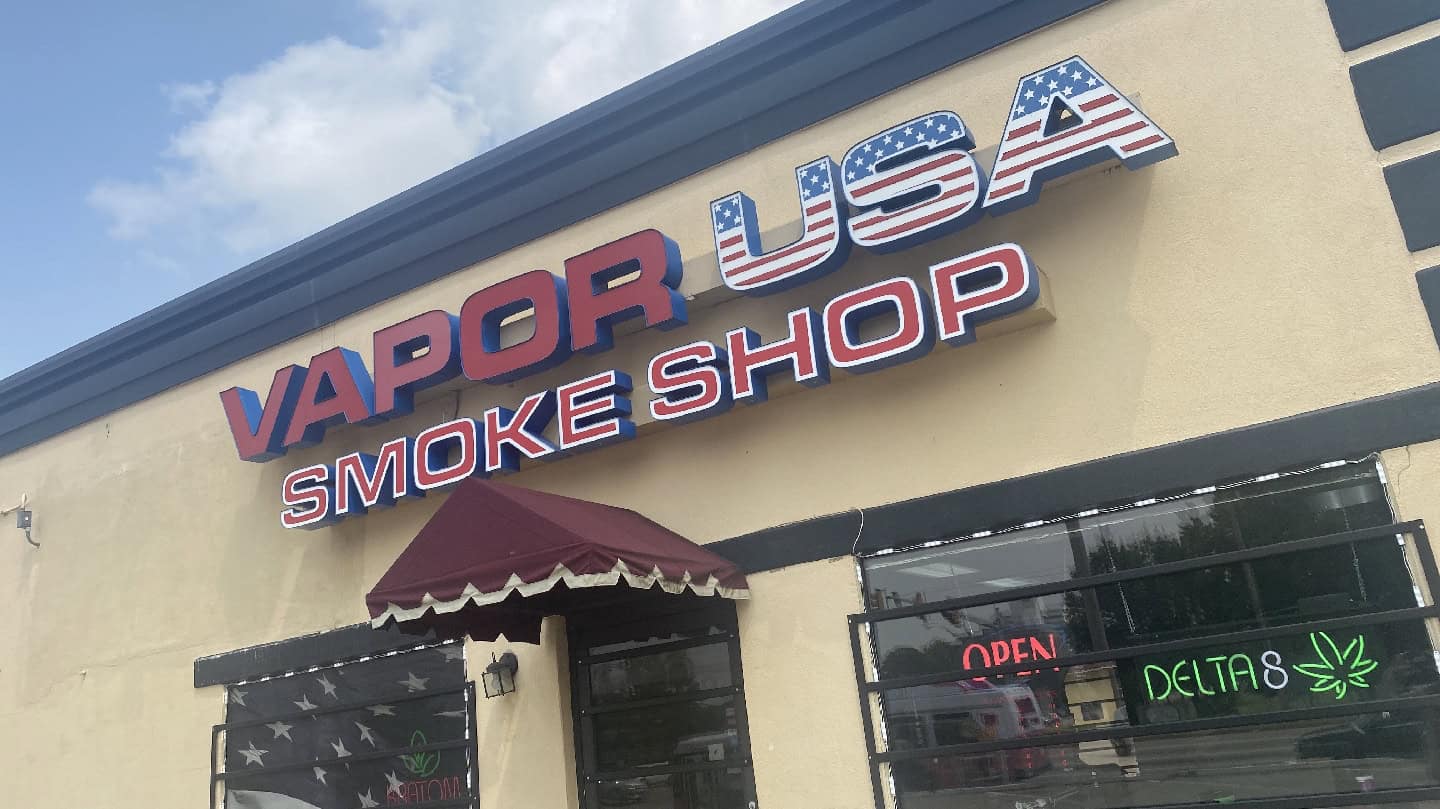 VAPOR USA
SMOKE SHOP
OPEN
DELTA 8
KRATOM